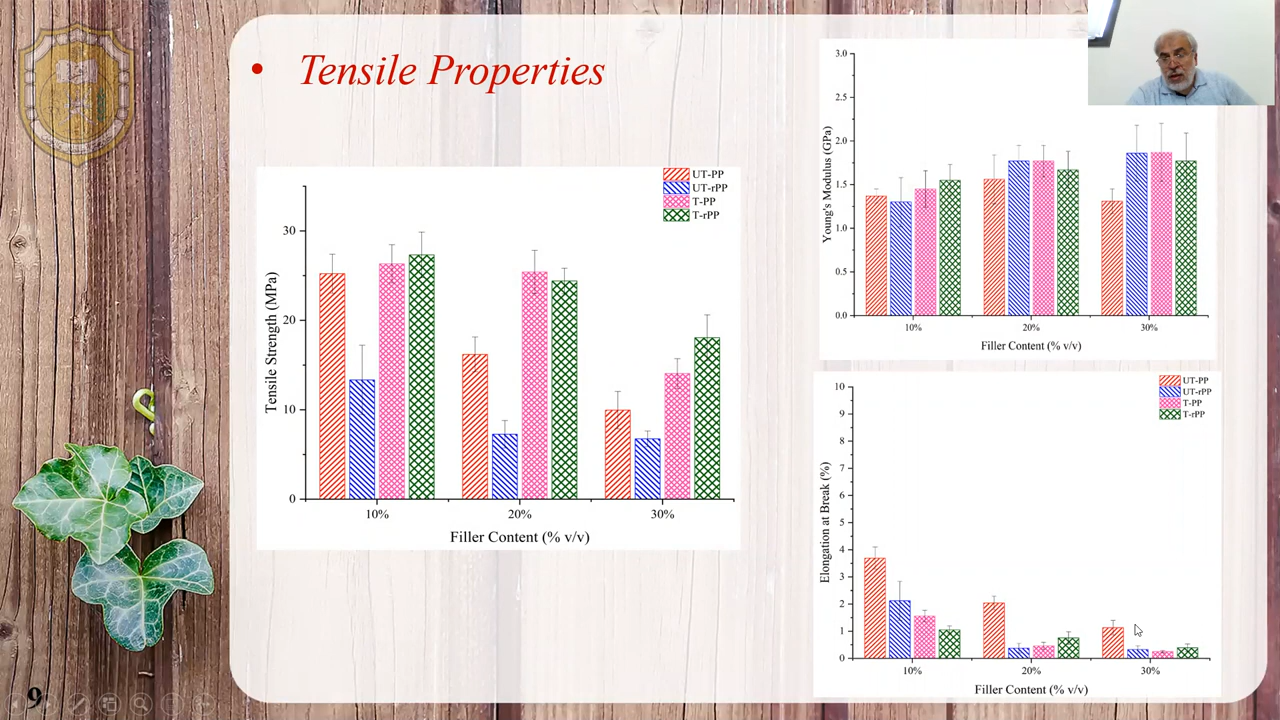 • Tensile Properties
UT-PP
UT-rPP
T-PP
T-rPP
Tensile Strength (MPa)
30
20
10
0
10%
20%
30%
Filler Content (% v/v)
Young's Modulus (GPa)
3.0
2.5
2.0
1.5
1.0
0.5
0.0
10%
20%
30%
Filler Content (% v/v)
UT-PP
UT-rPP
T-PP
T-rPP
Elongation at Break (%)
10
9
8
7
6
5
4
3
2
1
0
10%
20%
30%
Filler Content (% v/v)
9